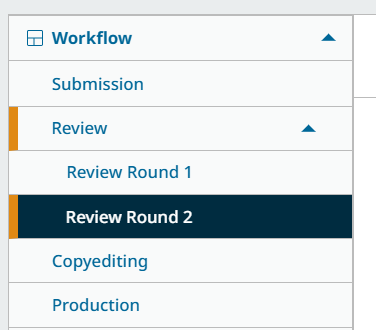 Workflow
Submission
Review
Review Round 1
Review Round 2
Copyediting
Production